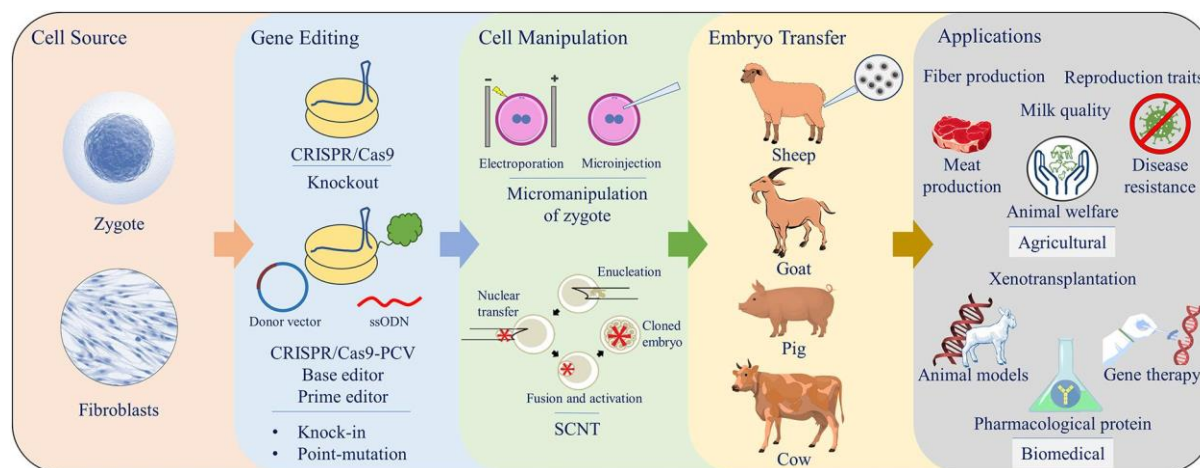 Cell Source
Zygote
Fibroblasts
Gene Editing
CRISPR/Cas9
Knockout
Donor vector
ssODN
CRISPR/Cas9-PCV
Base editor
Prime editor
• Knock-in
• Point-mutation
Cell Manipulation
- +
Electroporation
Microinjection
Micromanipulation
of zygote
Enucleation
Nuclear
transfer
Cloned
embryo
Fusion and activation
SCNT
Embryo Transfer
Sheep
Goat
Pig
Cow
Applications
Fiber production
Reproduction traits
Milk quality
Meat
production
Disease
resistance
Animal welfare
Agricultural
Xenotransplantation
Animal models
Gene therapy
Pharmacological protein
Biomedical